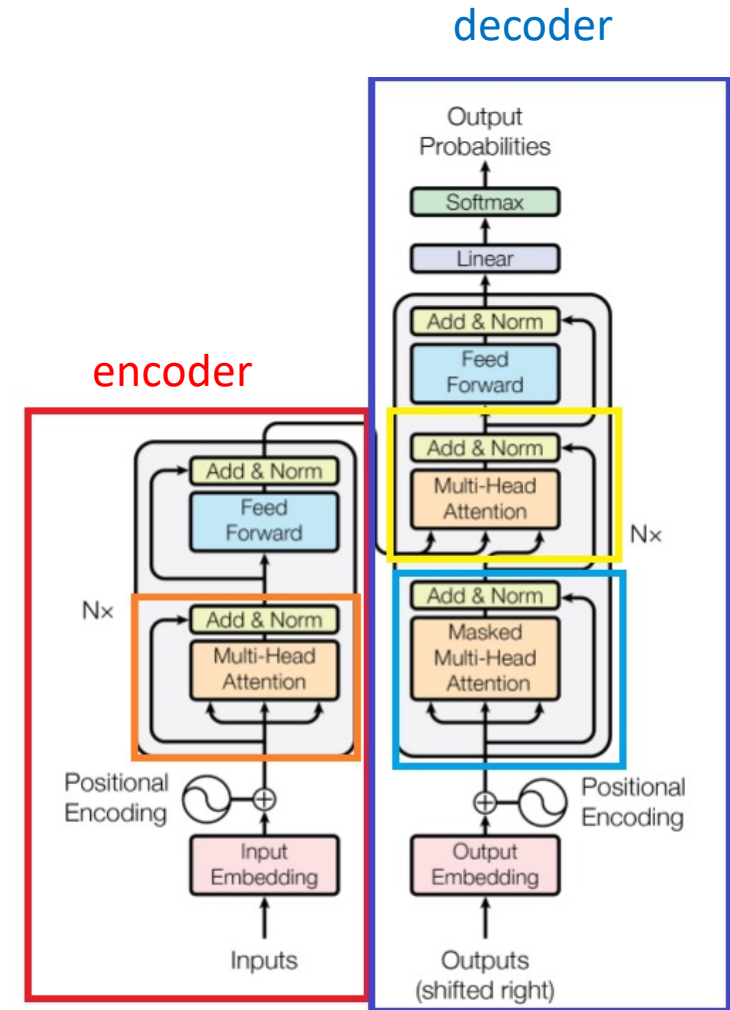 decoder
Output
Probabilities
Softmax
Linear
Add & Norm
Feed
Forward
Add & Norm
Multi-Head
Attention
Nx
Add & Norm
Masked
Multi-Head
Attention
Positional
Encoding
Output
Embedding
Outputs
(shifted right)
encoder
Add & Norm
Feed
Forward
Nx
Add & Norm
Multi-Head
Attention
Positional
Encoding
Input
Embedding
Inputs